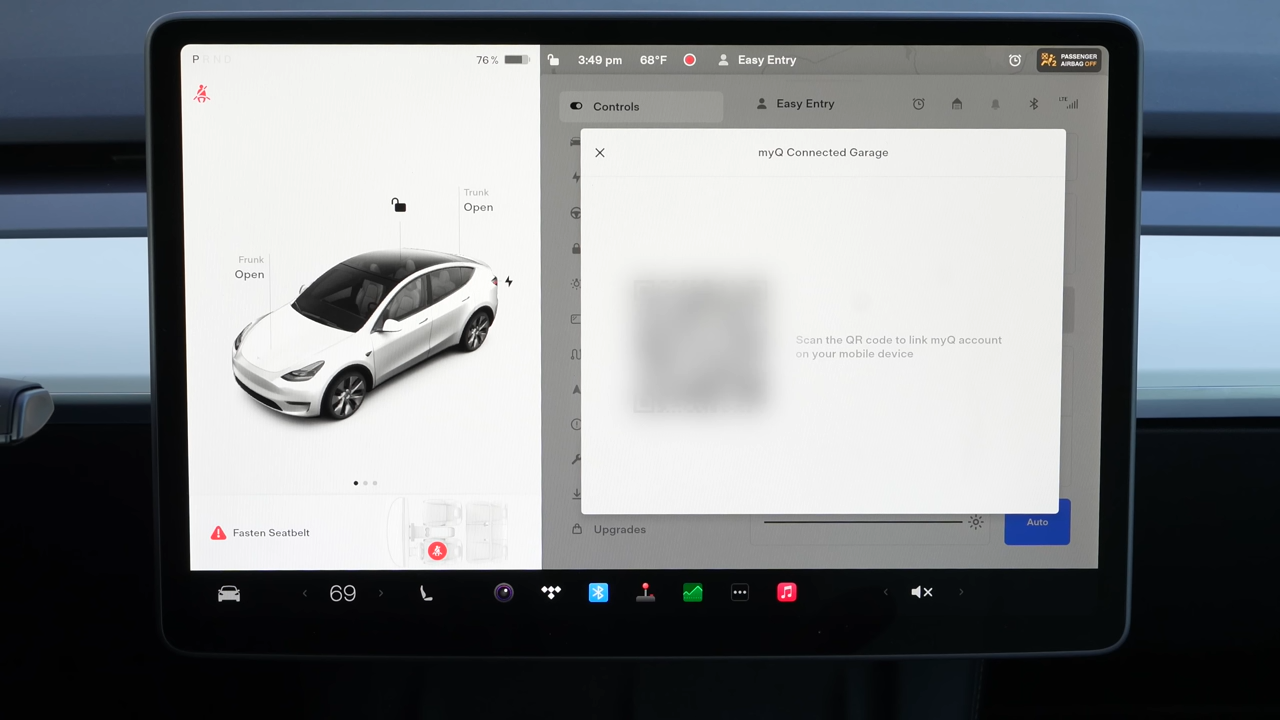 P R N D
76 %
3:49 pm
68°F
Easy Entry
PASSENGER
AIRBAG OFF
Controls
Easy Entry
LTE
myQ Connected Garage
Trunk
Open
Frunk
Open
Scan the QR code to link myQ account
on your mobile device
Fasten Seatbelt
Upgrades
Auto
69